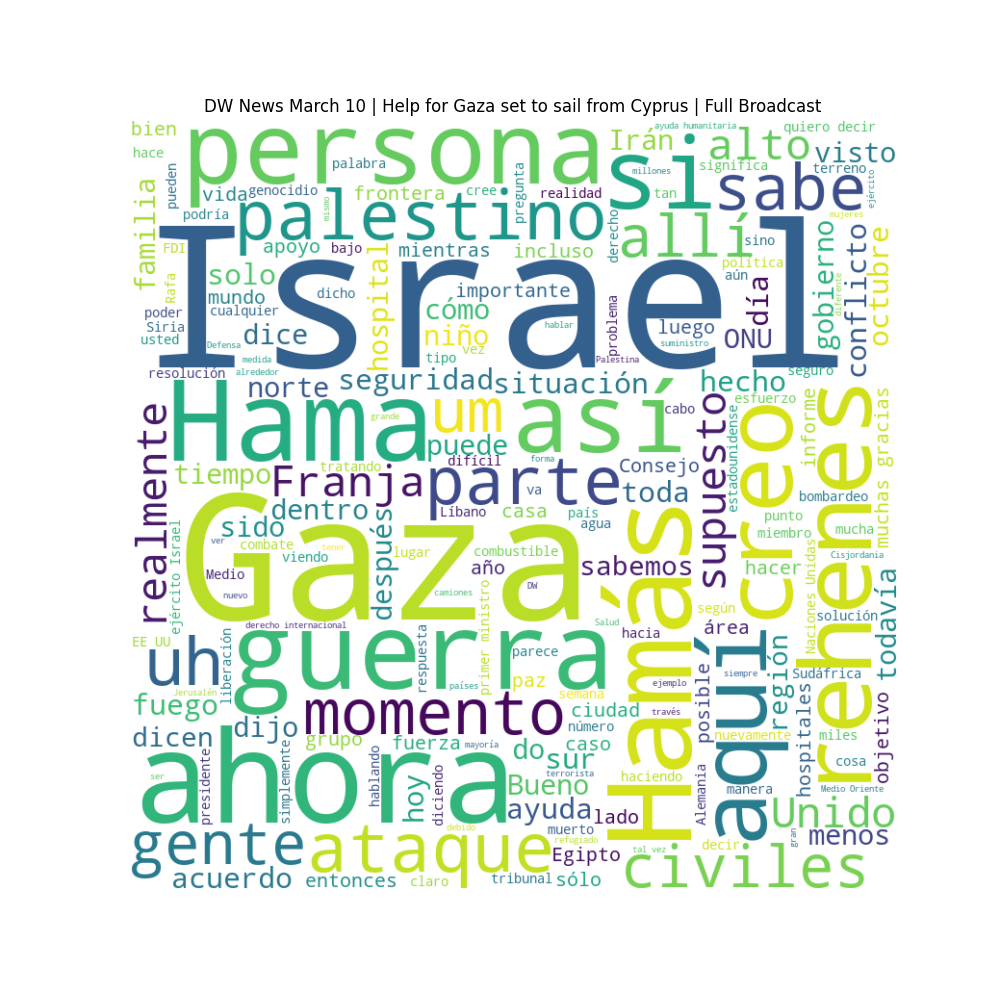 DW News March 10 | Help for Gaza set to sail from Cyprus | Full Broadcast
bien
hace
pueden
persona
palabra
vida
genocidio
podría
mismo
frontera
cree
pregunta
realidad
si
Irán
ayuda humanitaria
millones
tan
significa
alto
quiero decir
visto
terreno
ejército
sabe
mujeres
familia
FDI
Rafa
palestino
apoyo
bajo
mientras
incluso
derecho
allí
sino
política
aún
día
gobierno
diferente
conflicto
octubre
Israel
solo
mundo
cualquier
dicho
hospital
importante
cómo
niño
hablar
problema
luego
ONU
suministro
poder
Siria
usted
Defensa
dice
medida
alrededor
tipo
vez
Palestina
seguro
resolución
norte
seguridad
situación
hecho
esfuerzo
Hama
grande
um
así
cabo
supuesto
estadounidense
creo
informe
rehenes
muchas gracias
realmente
tiempo
tratando
puede
difícil
forma
Franja
parte
va
Consejo
toda
bombardeo
dentro
Líbano
casa
país
agua
punto
mucha
miembro
sido
ver
combate
viendo
después
lugar
combustible
Hamás
sabemos
hacer
Cisjordania
ejército Israel
Medio
nuevo
Gaza
tener
año
DW
camiones
según
Naciones Unidas
solución
todavía
derecho internacional
Salud
hacia
área
EE UU
uh
liberación
guerra
respuesta
países
primer ministro
parece
paz
semana
ejemplo
posible
aquí
siempre
región
Sudáfrica
Jerusalén
fuego
dijo
momento
ciudad
número
través
nuevamente
hospitales
miles
objetivo
dicen
grupo
fuerza
mayoría
do
sur
caso
cosa
ahora
ser
presidente
simplemente
hablando
hoy
diciendo
Bueno
terrorista
haciendo
Alemania
manera
Medio Oriente
ayuda
lado
Unido
gente
ataque
debido
muerto
refugiado
Egipto
tal vez
decir
gran
menos
acuerdo
entonces
claro
tribunal
sólo
civiles